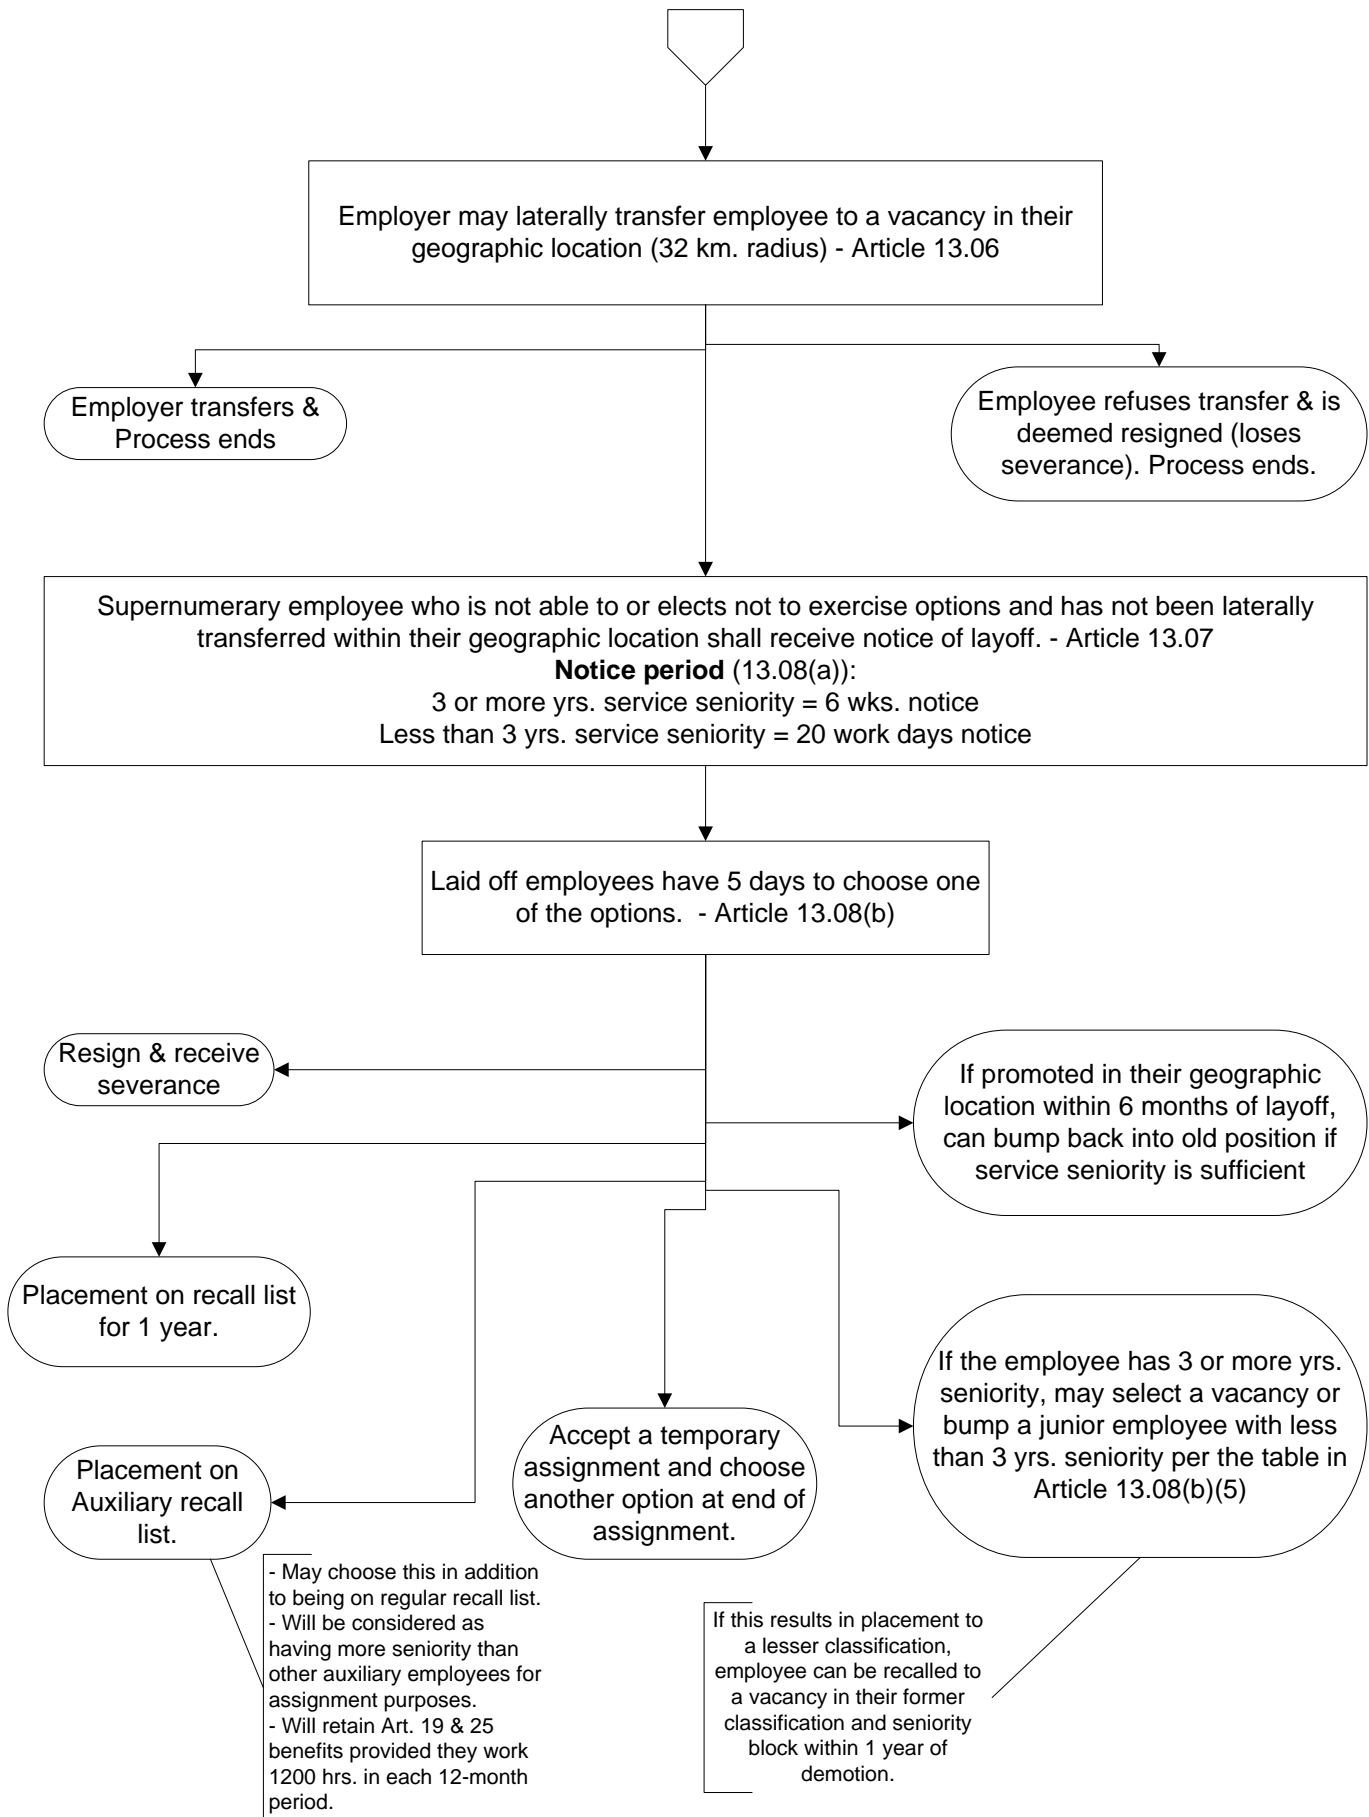 Employer may laterally transfer employee to a vacancy in their
geographic location (32 km. radius) - Article 13.06
Employer transfers &
Process ends
Employee refuses transfer & is
deemed resigned (loses
severance). Process ends.
Supernumerary employee who is not able to or elects not to exercise options and has not been laterally
transferred within their geographic location shall receive notice of layoff. - Article 13.07
Notice period (13.08(a)):
3 or more yrs. service seniority = 6 wks. notice
Less than 3 yrs. service seniority = 20 work days notice
Laid off employees have 5 days to choose one
of the options. - Article 13.08(b)
Resign & receive
severance
If promoted in their geographic
location within 6 months of layoff,
can bump back into old position if
service seniority is sufficient
Placement on recall list
for 1 year.
If the employee has 3 or more yrs.
seniority, may select a vacancy or
bump a junior employee with less
than 3 yrs. seniority per the table in
Article 13.08(b)(5)
Accept a temporary
assignment and choose
another option at end of
assignment.
Placement on
Auxiliary recall
list.
- May choose this in addition
to being on regular recall list.
- Will be considered as
having more seniority than
other auxiliary employees for
assignment purposes.
- Will retain Art. 19 & 25
benefits provided they work
1200 hrs. in each 12-month
period.
If this results in placement to
a lesser classification,
employee can be recalled to
a vacancy in their former
classification and seniority
block within 1 year of
demotion.